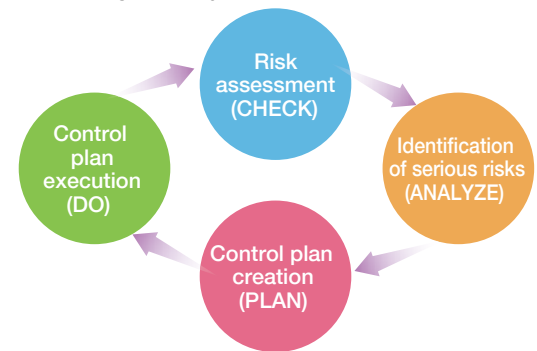 Risk
assessment
(CHECK)
Identification
of serious risks
(ANALYZE)
Control plan
creation
(PLAN)
Control
plan
execution
(DO)